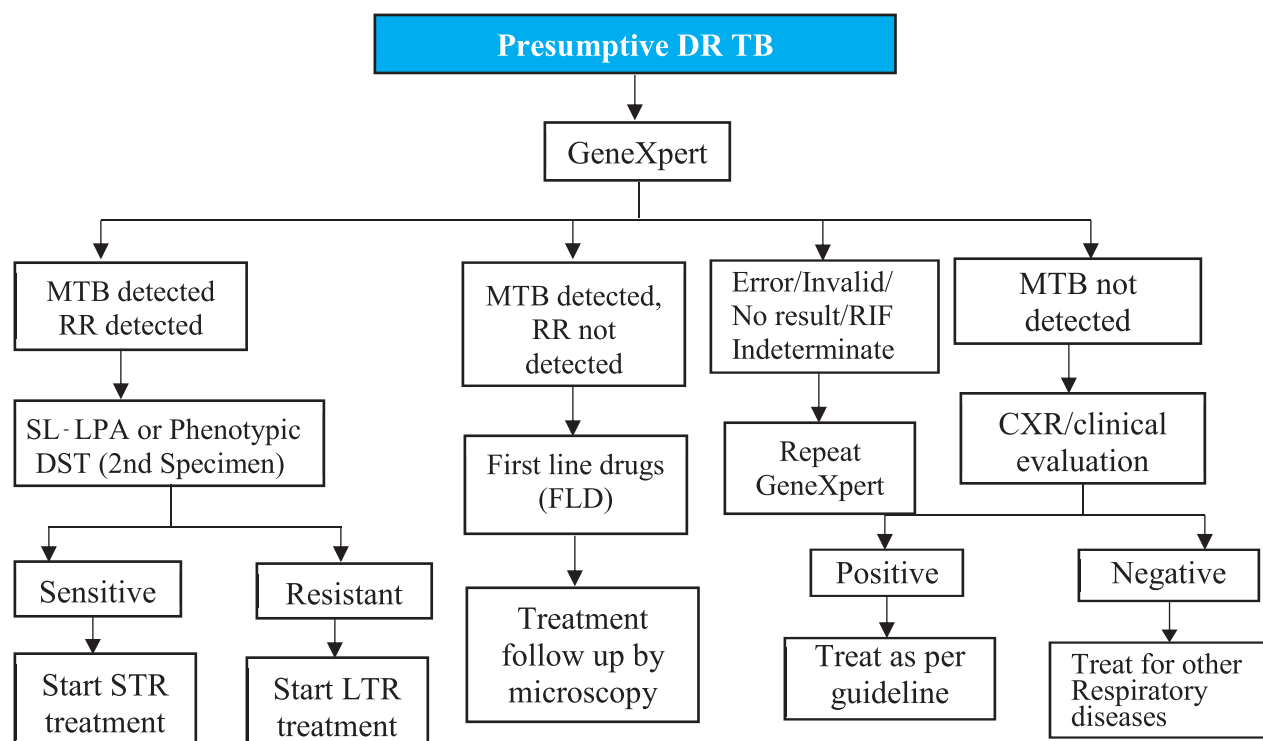 Presumptive DR TB
GeneXpert
MTB detected
RR detected
MTB detected,
RR not
detected
Error/Invalid/
No result/RIF
Indeterminate
MTB not
detected
SL-LPA or Phenotypic
DST (2nd Specimen)
First line drugs
(FLD)
Repeat
GeneXpert
CXR/clinical
evaluation
Sensitive
Resistant
Positive
Negative
Start STR
treatment
Start LTR
treatment
Treatment
follow up by
microscopy
Treat as per
guideline
Treat for other
Respiratory
diseases